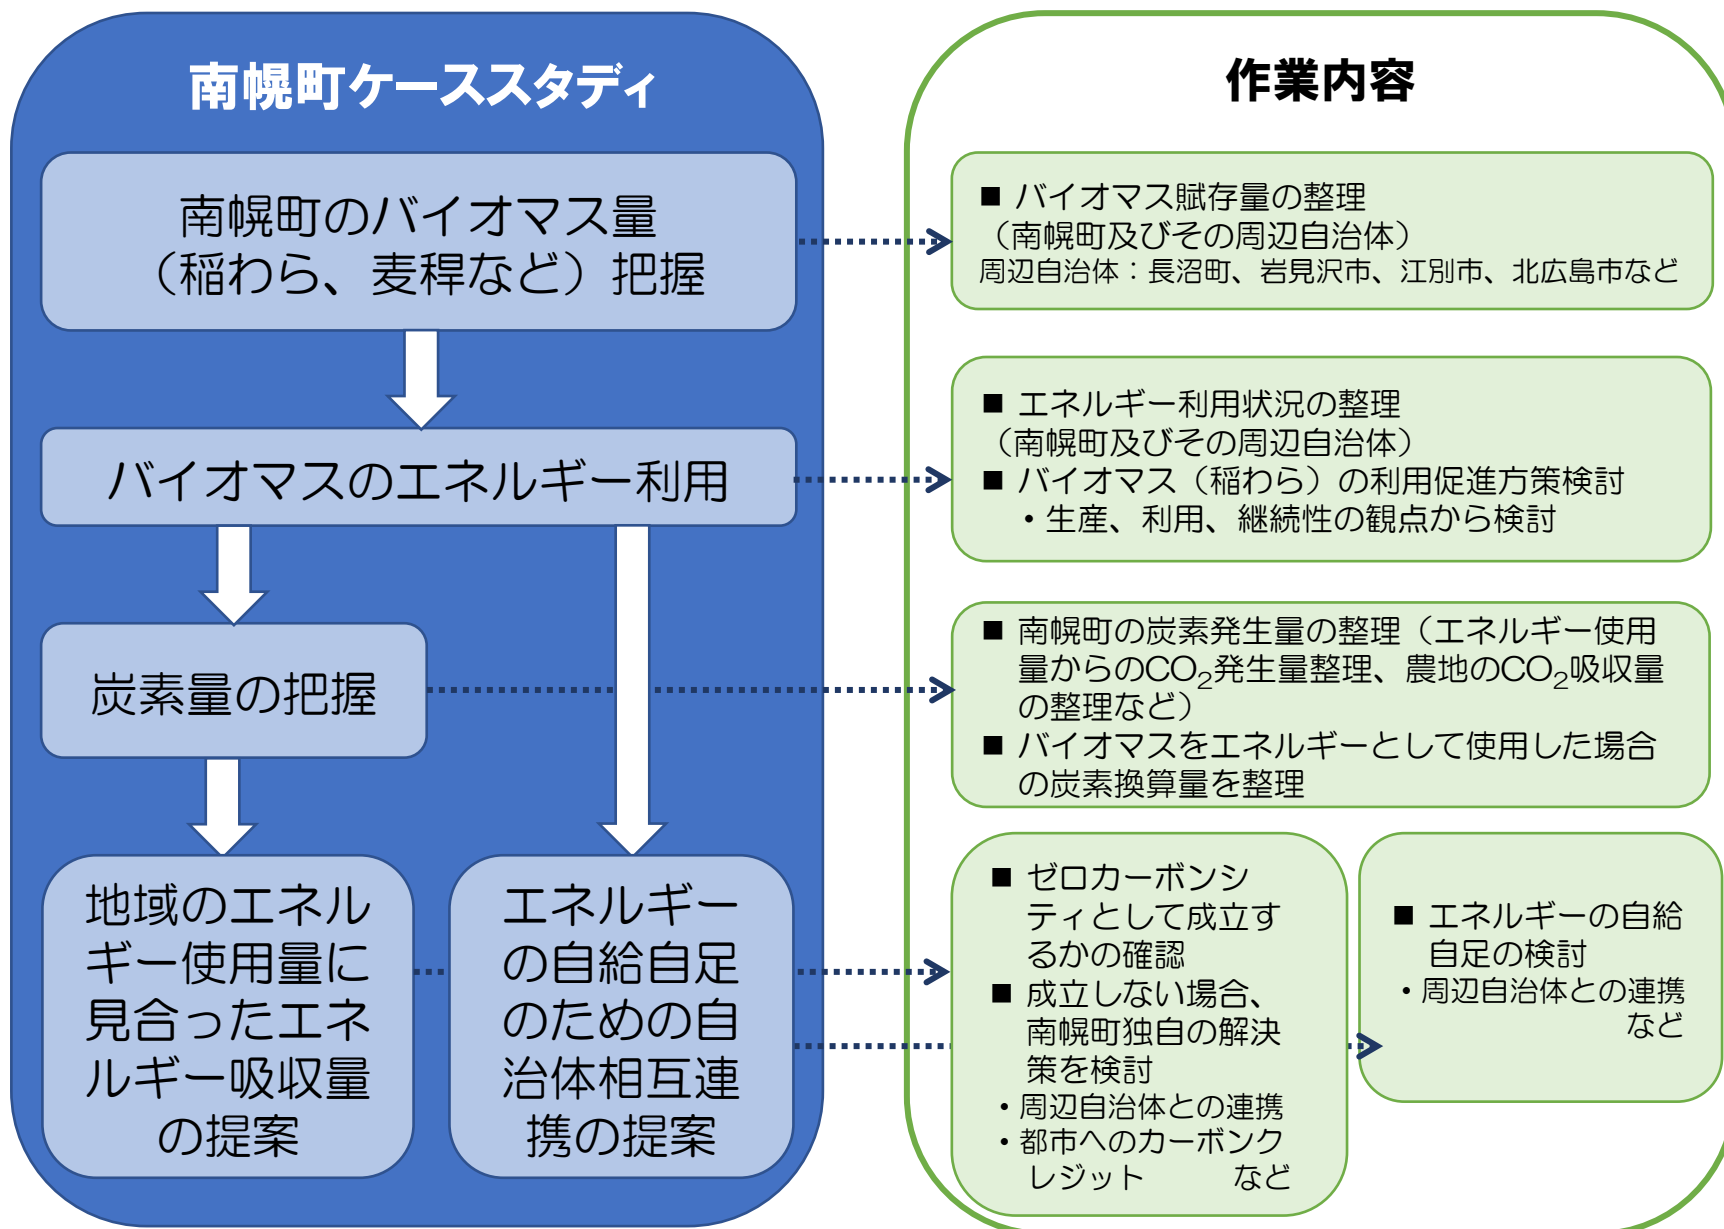 南幌町ケーススタディ
南幌町のバイオマス量
（稲わら、麦稈など）把握
バイオマスのエネルギー利用
炭素量の把握
地域のエネル
ギー使用量に
見合ったエネ
ルギー吸収量
の提案
エネルギー
の自給自足
のための自
治体相互連
携の提案
作業内容
■ バイオマス賦存量の整理
（南幌町及びその周辺自治体）
周辺自治体：長沼町、岩見沢市、江別市、北広島市など
■ エネルギー利用状況の整理
（南幌町及びその周辺自治体）
■ バイオマス（稲わら）の利用促進方策検討
・生産、利用、継続性の観点から検討
■ 南幌町の炭素発生量の整理（エネルギー使用
量からのCO₂発生量整理、農地のCO₂吸収量
の整理など）
■ バイオマスをエネルギーとして使用した場合
の炭素換算量を整理
■ ゼロカーボンシ
ティとして成立す
るかの確認
■ 成立しない場合、
南幌町独自の解決
策を検討
・周辺自治体との連携
・都市へのカーボンク
レジット など
■ エネルギーの自給
自足の検討
・周辺自治体との連携
など